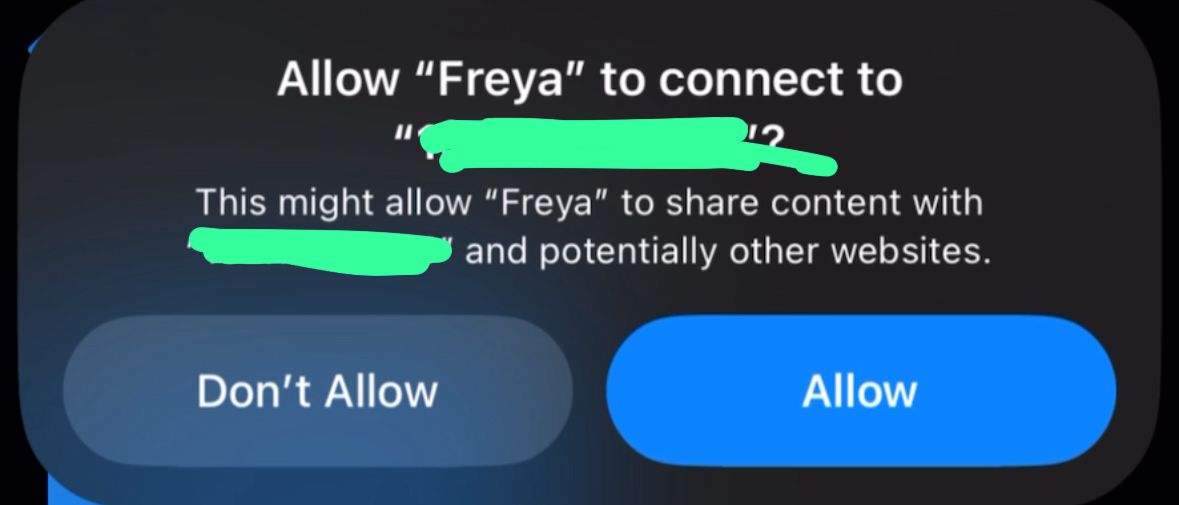 Allow “Freya” to connect to
“ ”?
This might allow “Freya” to share content with
“ ” and potentially other websites.
Don’t Allow
Allow